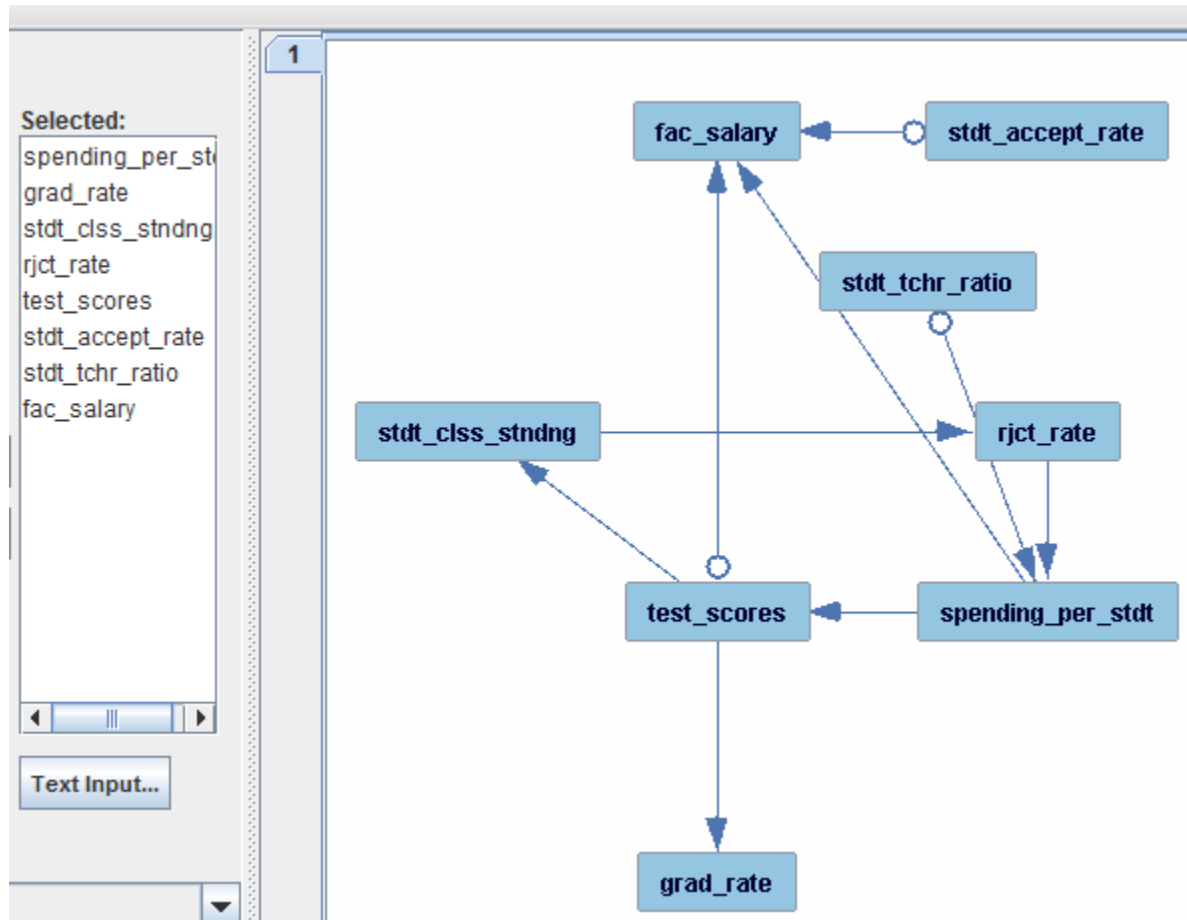 Selected:
spending_per_st
grad_rate
stdt_clss_stndng
rjct_rate
test_scores
stdt_accept_rate
stdt_tchr_ratio
fac_salary
Text Input...
1
fac_salary
stdt_accept_rate
stdt_tchr_ratio
stdt_clss_stndng
rjct_rate
test_scores
spending_per_stdt
grad_rate